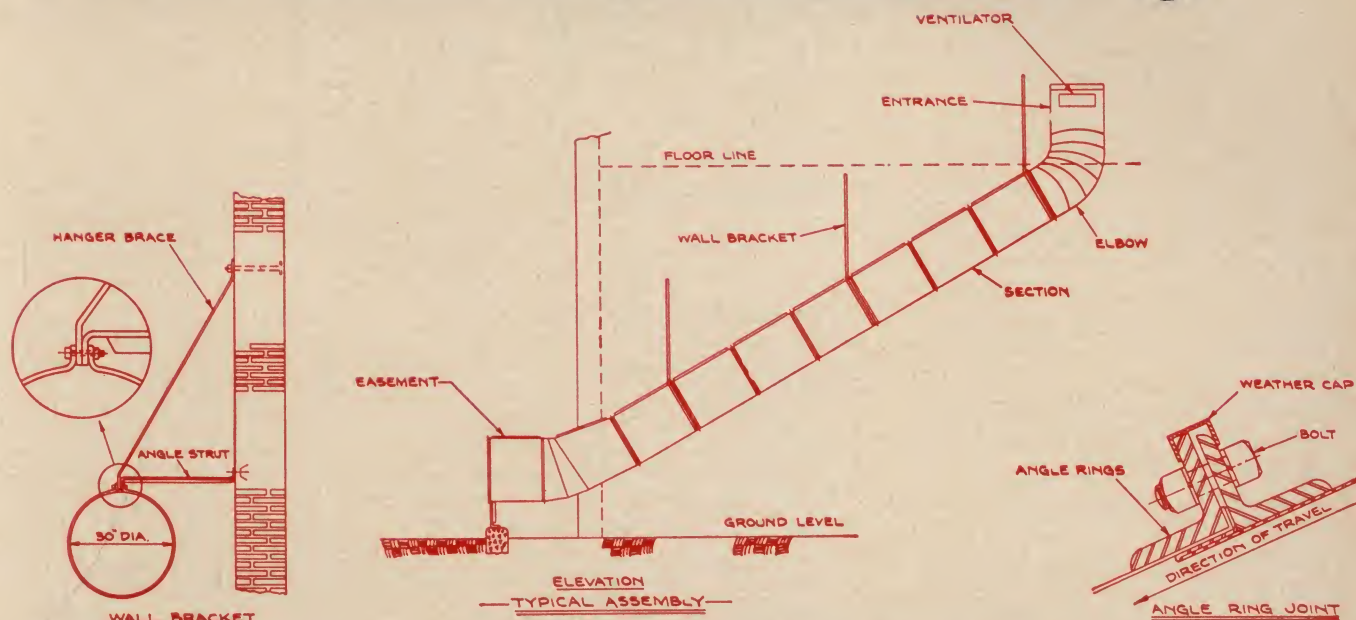 VENTILATOR
ENTRANCE
FLOOR LINE
WALL BRACKET
ELBOW
SECTION
EASEMENT
GROUND LEVEL
ELEVATION
TYPICAL ASSEMBLY
HANGER BRACE
ANGLE STRUT
30" DIA.
WALL BRACKET
WEATHER CAP
BOLT
ANGLE RINGS
DIRECTION OF TRAVEL
ANGLE RING JOINT